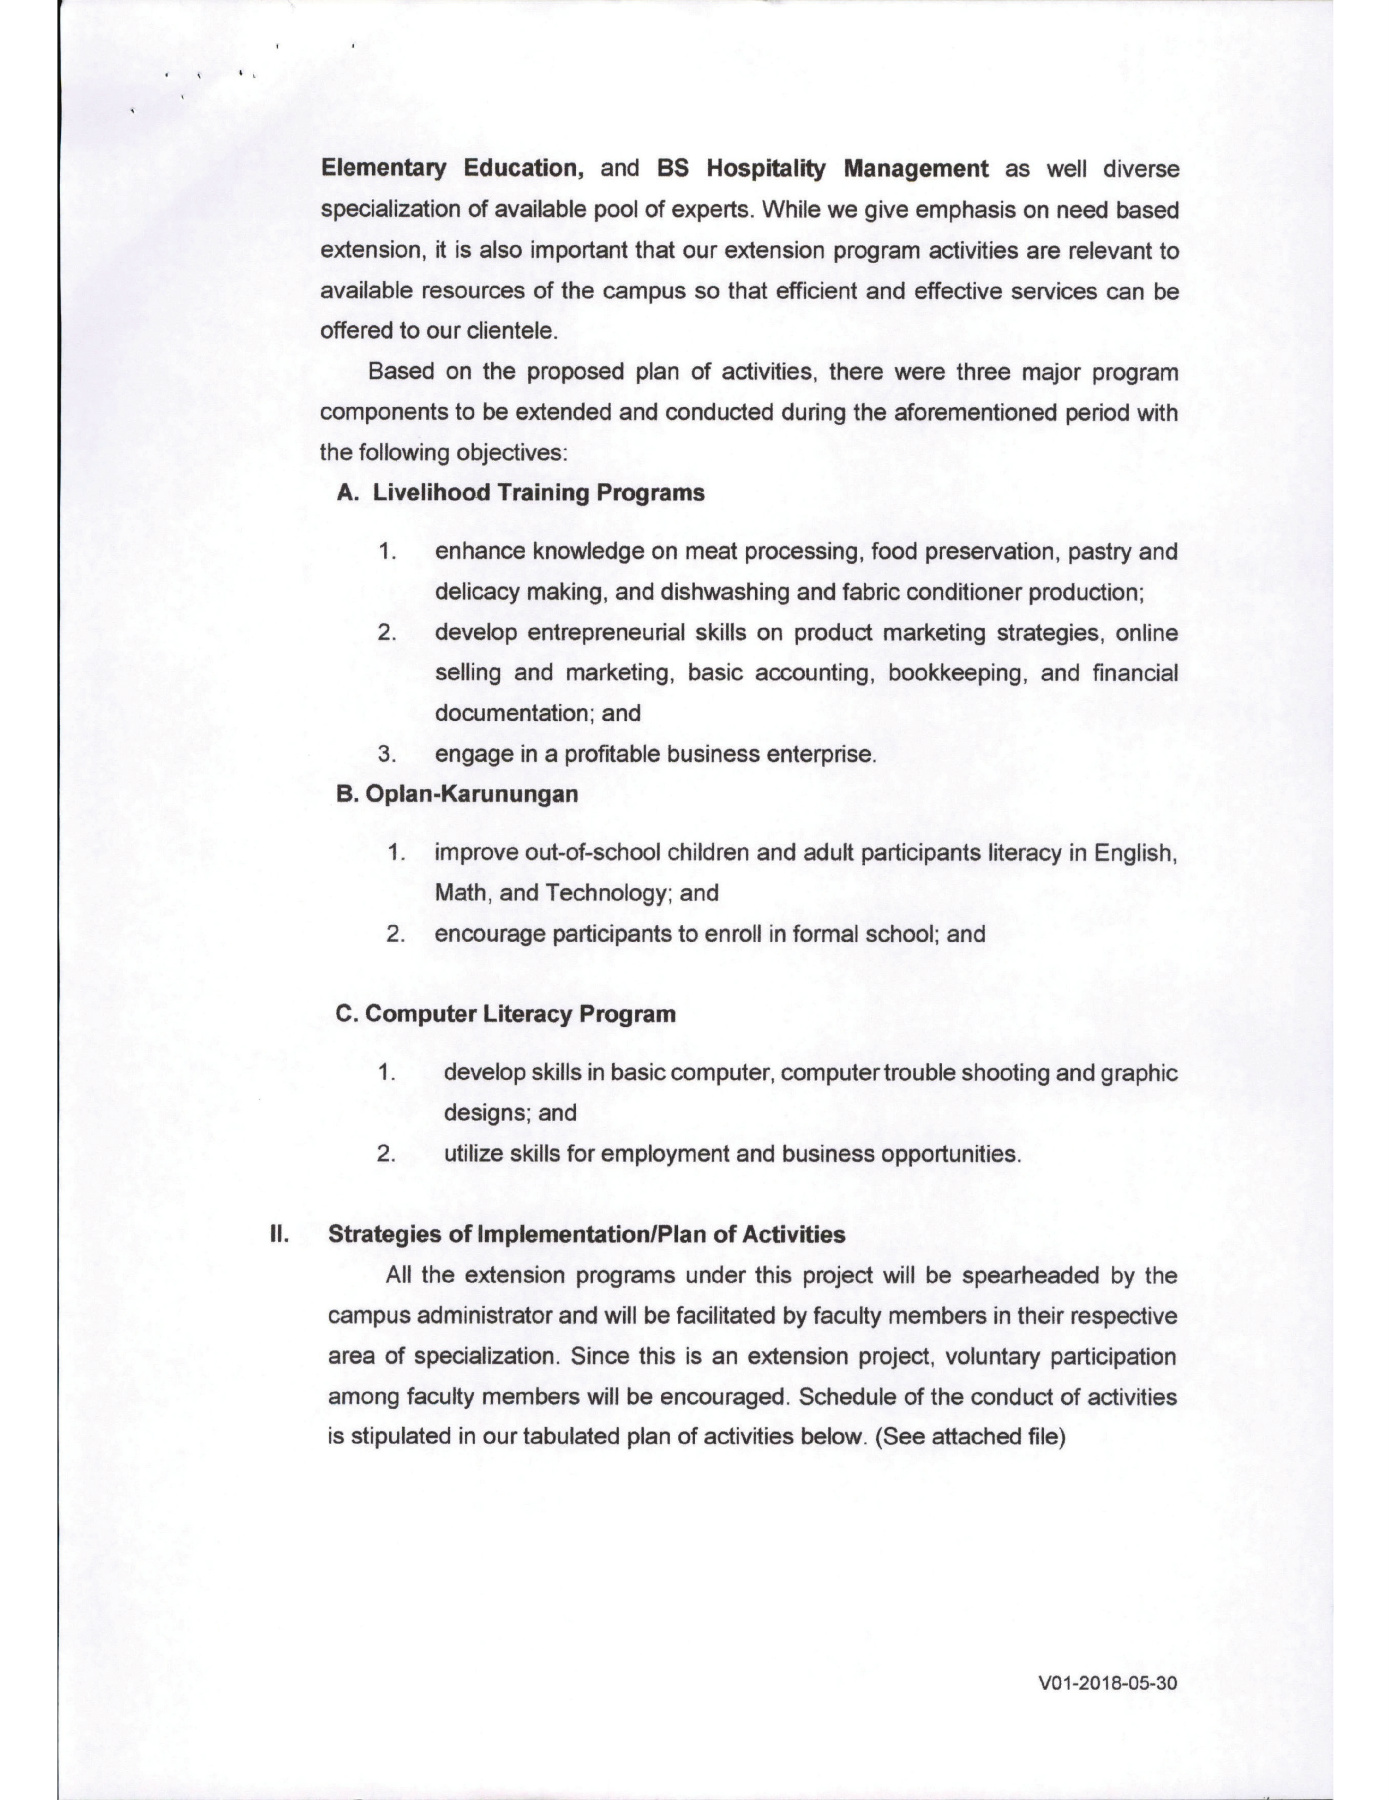 Elementary Education, and BS Hospitality Management as well diverse
specialization of available pool of experts. While we give emphasis on need based
extension, it is also important that our extension program activities are relevant to
available resources of the campus so that efficient and effective services can be
offered to our clientele.
Based on the proposed plan of activities, there were three major program
components to be extended and conducted during the aforementioned period with
the following objectives:
A. Livelihood Training Programs
1. enhance knowledge on meat processing, food preservation, pastry and
delicacy making, and dishwashing and fabric conditioner production;
2. develop entrepreneurial skills on product marketing strategies, online
selling and marketing, basic accounting, bookkeeping, and financial
documentation; and
3. engage in a profitable business enterprise.
B. Oplan-Karunungan
1. improve out-of-school children and adult participants literacy in English,
Math, and Technology; and
2. encourage participants to enroll in formal school; and
C. Computer Literacy Program
1. develop skills in basic computer, computer trouble shooting and graphic
designs; and
2. utilize skills for employment and business opportunities.
II. Strategies of Implementation/Plan of Activities
All the extension programs under this project will be spearheaded by the
campus administrator and will be facilitated by faculty members in their respective
area of specialization. Since this is an extension project, voluntary participation
among faculty members will be encouraged. Schedule of the conduct of activities
is stipulated in our tabulated plan of activities below. (See attached file)
V01-2018-05-30